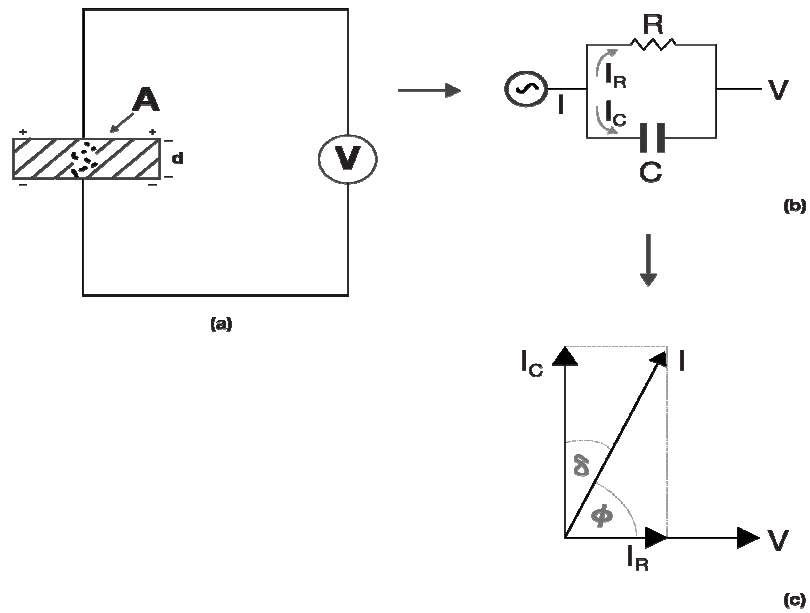 A
+ +
d
V
− −
(a)
R
I_R
I
V
I_C
C
(b)
I_C
I
δ
ϕ
I_R
V
(c)